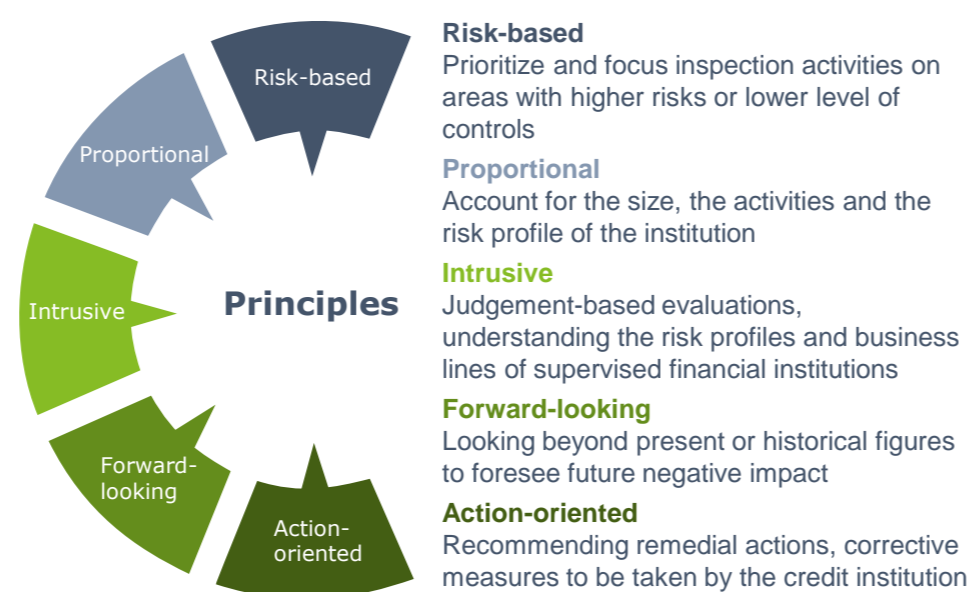 Risk-based
Proportional
Intrusive
Forward-
looking
Action-
oriented
Principles
Risk-based
Prioritize and focus inspection activities on
areas with higher risks or lower level of
controls
Proportional
Account for the size, the activities and the
risk profile of the institution
Intrusive
Judgement-based evaluations,
understanding the risk profiles and business
lines of supervised financial institutions
Forward-looking
Looking beyond present or historical figures
to foresee future negative impact
Action-oriented
Recommending remedial actions, corrective
measures to be taken by the credit institution